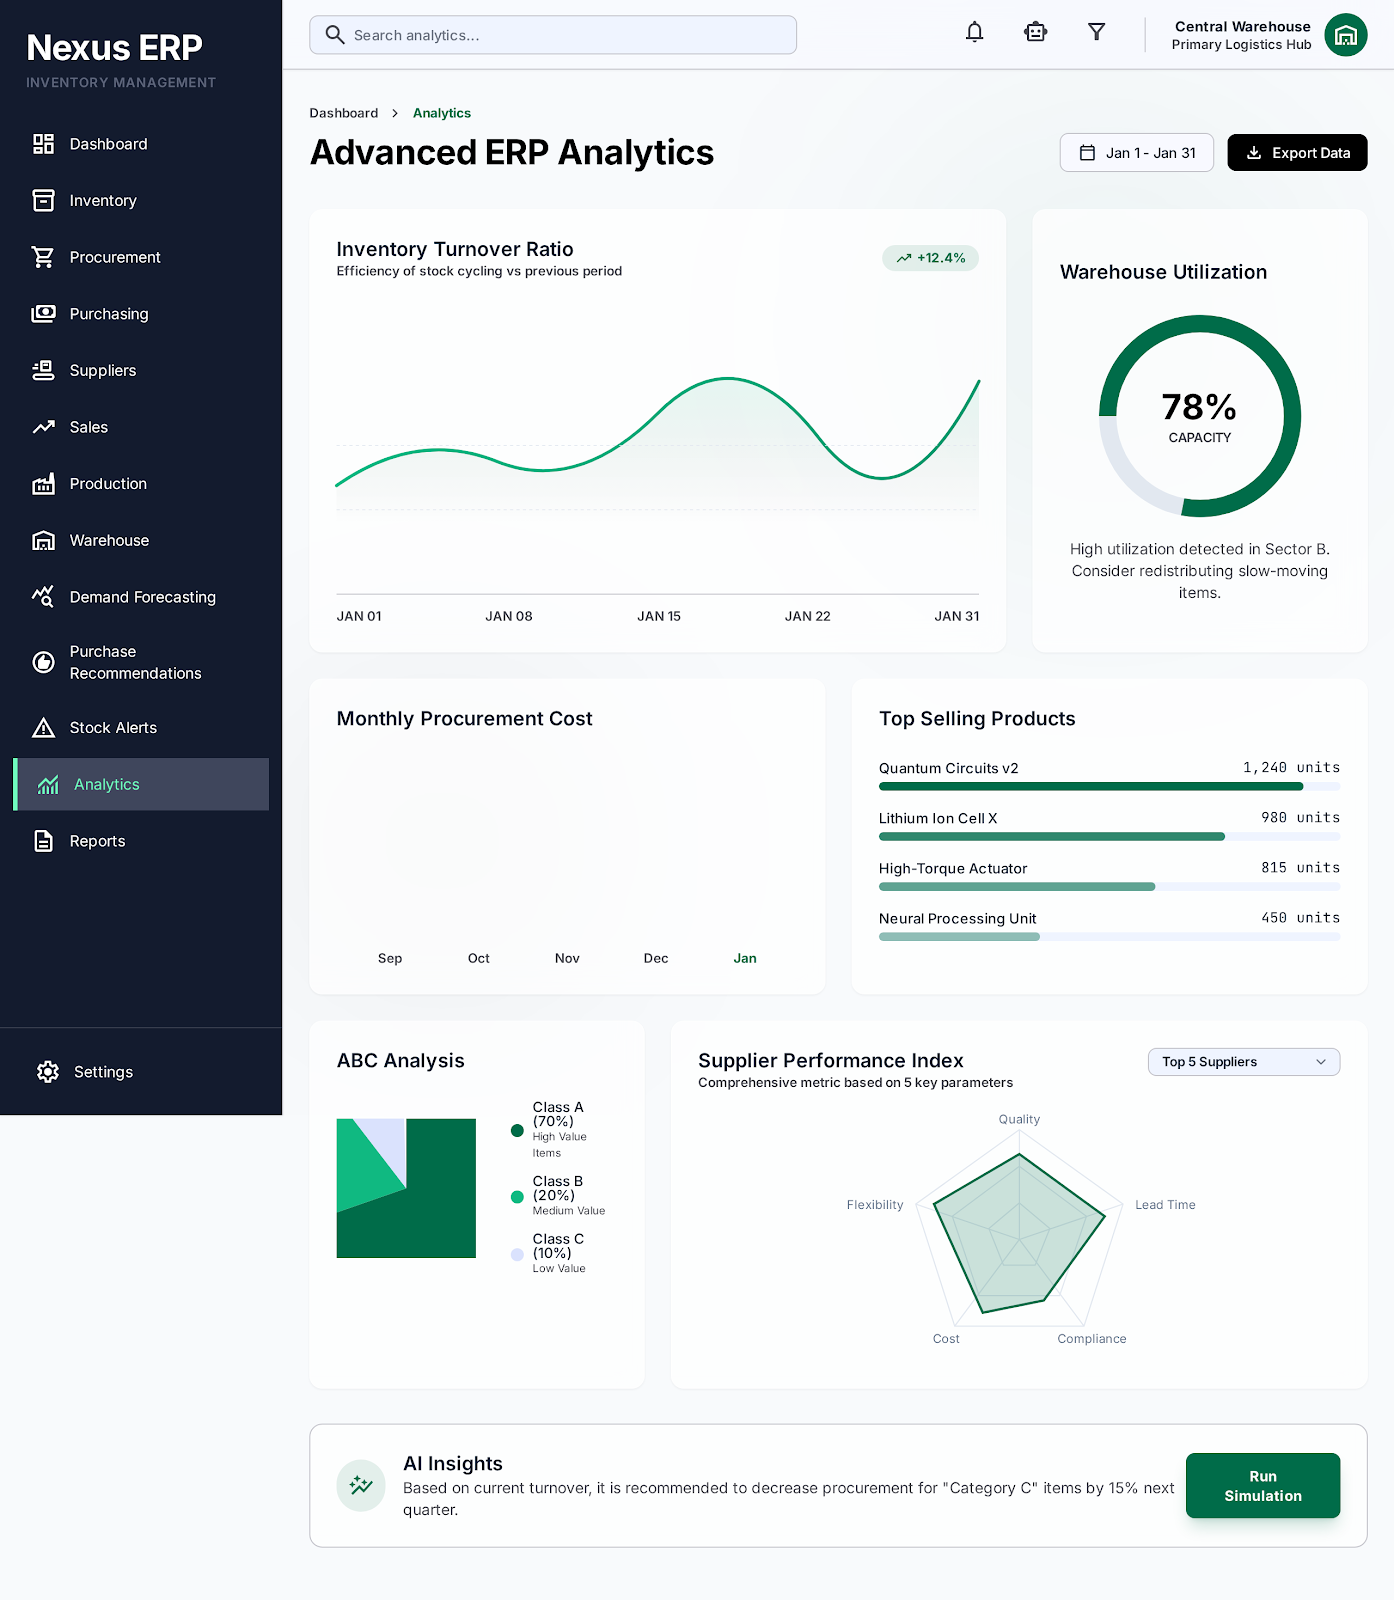 Nexus ERP
INVENTORY MANAGEMENT
Dashboard
Inventory
Procurement
Purchasing
Suppliers
Sales
Production
Warehouse
Demand Forecasting
Purchase
Recommendations
Stock Alerts
Analytics
Reports
Settings
Search analytics...
Central Warehouse
Primary Logistics Hub
Dashboard
Analytics
Advanced ERP Analytics
Jan 1 - Jan 31
Export Data
Inventory Turnover Ratio
Efficiency of stock cycling vs previous period
+12.4%
JAN 01
JAN 08
JAN 15
JAN 22
JAN 31
Warehouse Utilization
78%
CAPACITY
High utilization detected in Sector B.
Consider redistributing slow-moving
items.
Monthly Procurement Cost
Sep
Oct
Nov
Dec
Jan
Top Selling Products
Quantum Circuits v2
1,240 units
Lithium Ion Cell X
980 units
High-Torque Actuator
815 units
Neural Processing Unit
450 units
ABC Analysis
Class A
(70%)
High Value
Items
Class B
(20%)
Medium Value
Class C
(10%)
Low Value
Supplier Performance Index
Comprehensive metric based on 5 key parameters
Top 5 Suppliers
Quality
Flexibility
Lead Time
Cost
Compliance
AI Insights
Based on current turnover, it is recommended to decrease procurement for "Category C" items by 15% next
quarter.
Run
Simulation